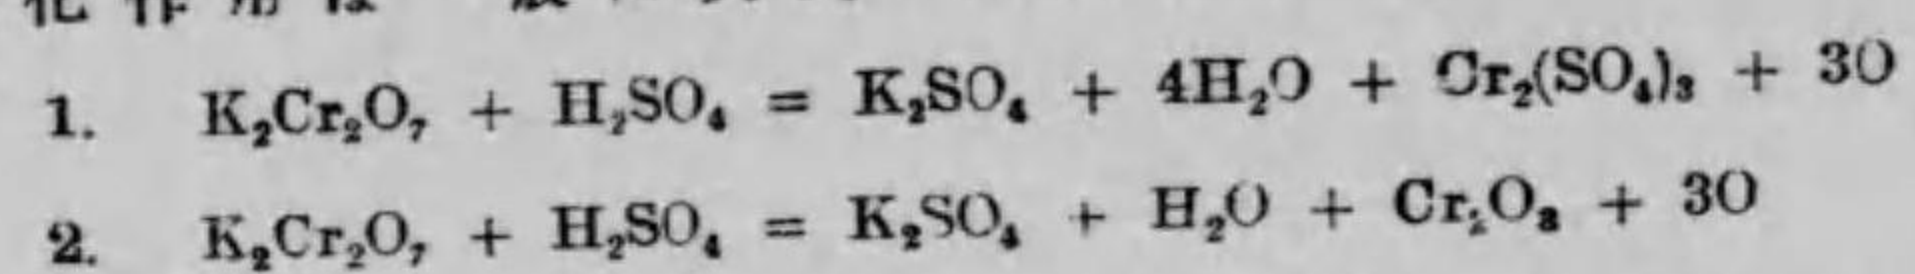 1. K₂Cr₂O₇ + H₂SO₄ = K₂SO₄ + 4H₂O + Cr₂(SO₄)₃ + 3O
2. K₂Cr₂O₇ + H₂SO₄ = K₂SO₄ + H₂O + Cr₂O₃ + 3O